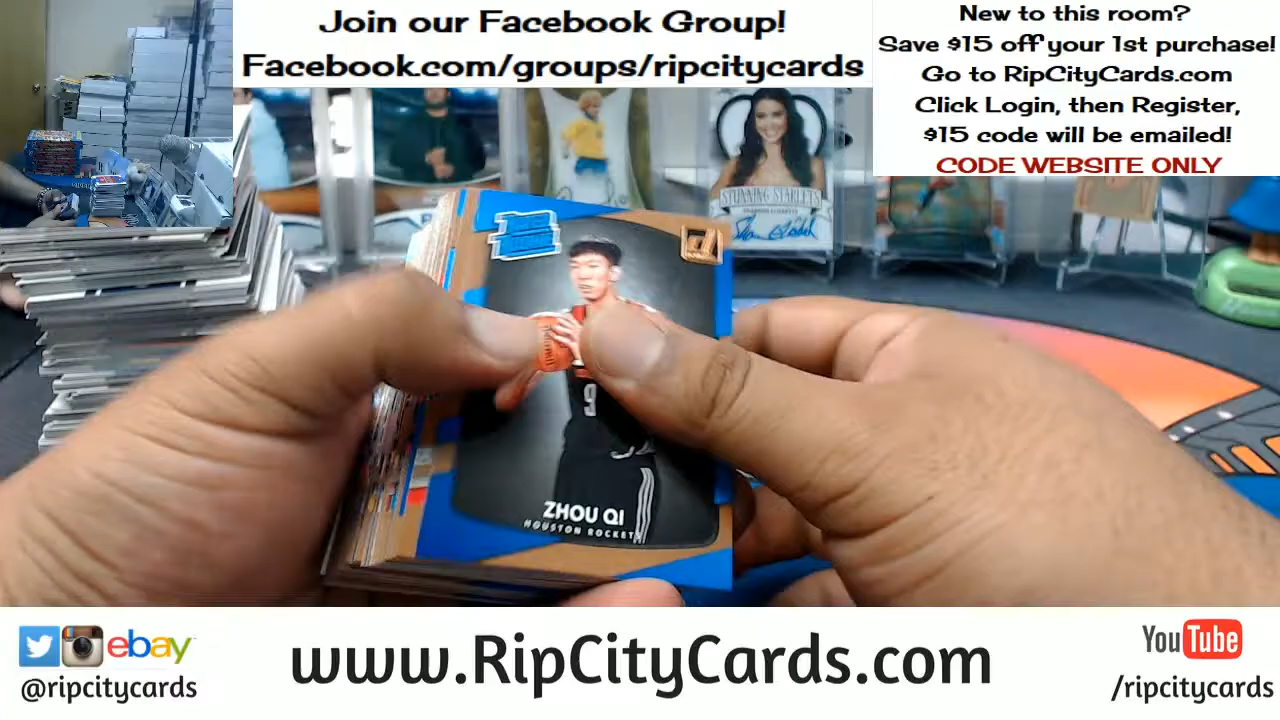 Join our Facebook Group!
Facebook.com/groups/ripcitycards
New to this room?
Save $15 off your 1st purchase!
Go to RipCityCards.com
Click Login, then Register,
$15 code will be emailed!
CODE WEBSITE ONLY
STUNNING STARLETS
ZHOU QI
HOUSTON ROCKETS
9
ebay
@ripcitycards
www.RipCityCards.com
YouTube
/ripcitycards